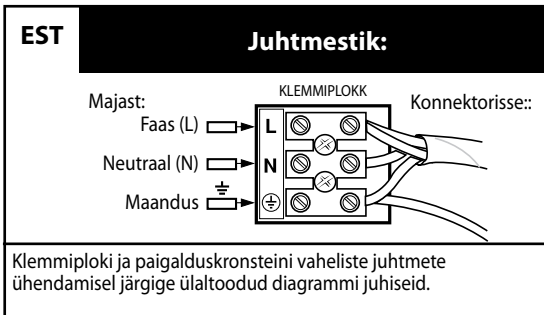 EST
Juhtmestik:
KLEMMIPLOKK
Majast:
Konnektorisse::
Faas (L)
L
Neutraal (N)
N
Maandus
Klemmiploki ja paigalduskronsteini vaheliste juhtmete
ühendamisel järgige ülaltoodud diagrammi juhiseid.